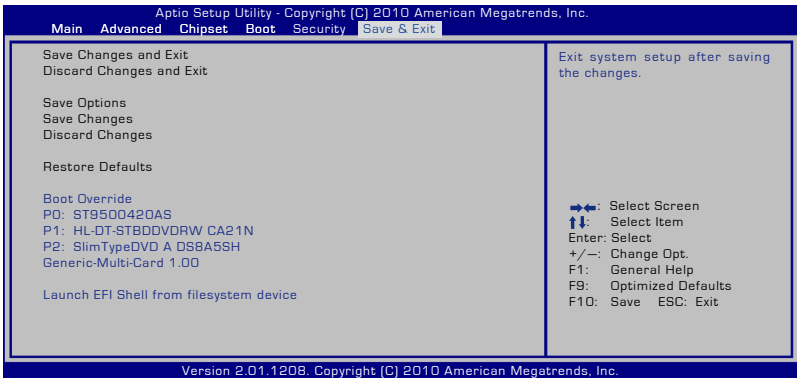 Aptio Setup Utility - Copyright (C) 2010 American Megatrends, Inc.
Main Advanced Chipset Boot Security Save & Exit
Save Changes and Exit
Discard Changes and Exit
Save Options
Save Changes
Discard Changes
Restore Defaults
Boot Override
P0: ST9500420AS
P1: HL-DT-STBDDVDRW CA21N
P2: SlimTypeDVD A DS8A5SH
Generic-Multi-Card 1.00
Launch EFI Shell from filesystem device
Exit system setup after saving
the changes.
→←: Select Screen
↑↓: Select Item
Enter: Select
+/—: Change Opt.
F1: General Help
F9: Optimized Defaults
F10: Save ESC: Exit
Version 2.01.1208. Copyright (C) 2010 American Megatrends, Inc.